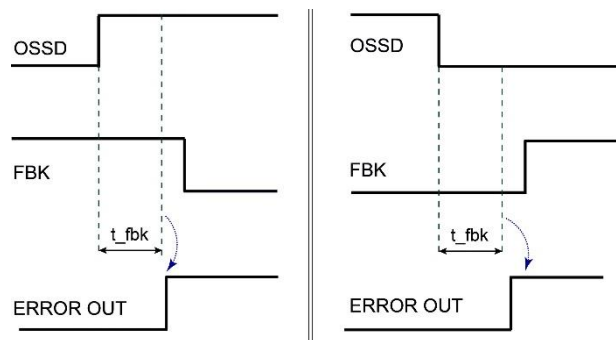 OSSD
FBK
t_fbk
ERROR OUT
OSSD
FBK
t_fbk
ERROR OUT